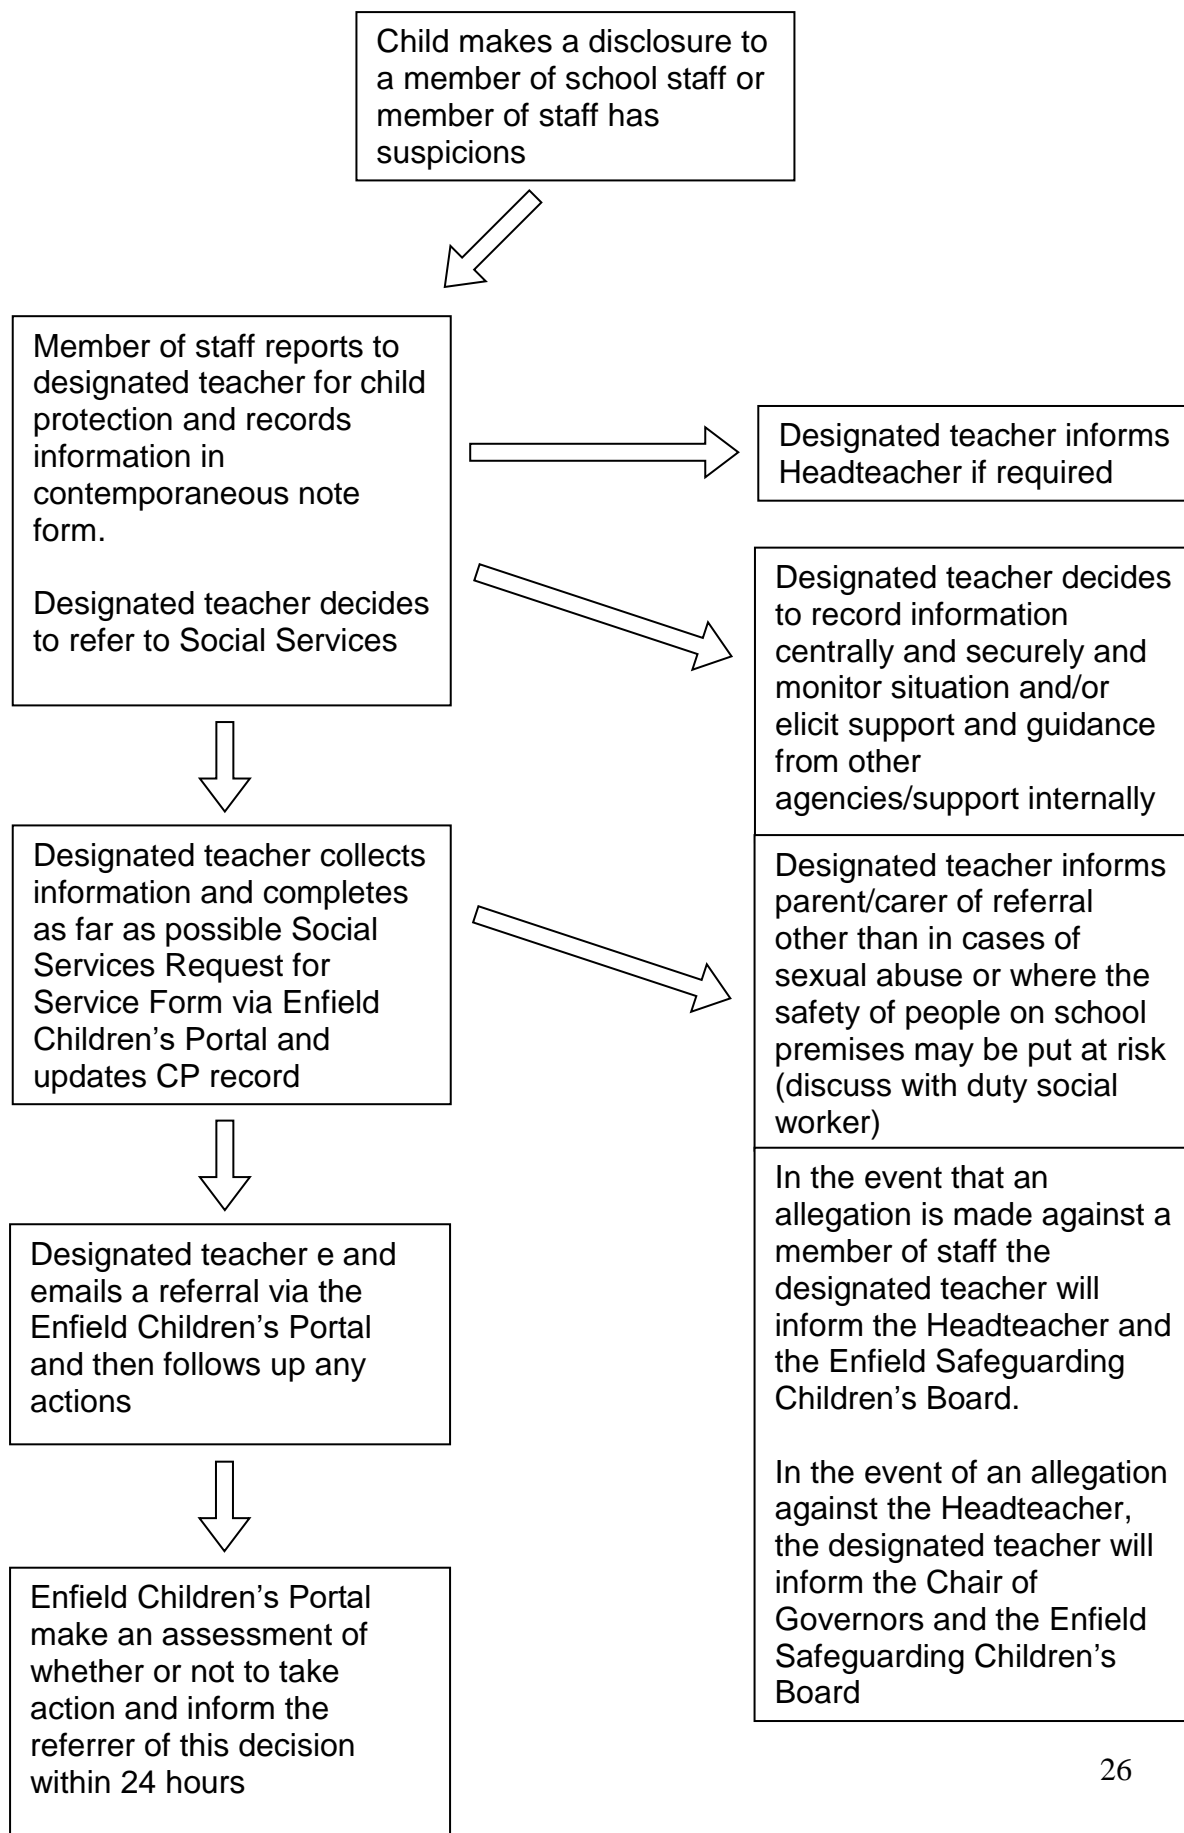 Child makes a disclosure to
a member of school staff or
member of staff has
suspicions
Member of staff reports to
designated teacher for child
protection and records
information in
contemporaneous note
form.
Designated teacher decides
to refer to Social Services
Designated teacher informs
Headteacher if required
Designated teacher decides
to record information
centrally and securely and
monitor situation and/or
elicit support and guidance
from other
agencies/support internally
Designated teacher collects
information and completes
as far as possible Social
Services Request for
Service Form via Enfield
Children’s Portal and
updates CP record
Designated teacher informs
parent/carer of referral
other than in cases of
sexual abuse or where the
safety of people on school
premises may be put at risk
(discuss with duty social
worker)
Designated teacher e and
emails a referral via the
Enfield Children’s Portal
and then follows up any
actions
In the event that an
allegation is made against a
member of staff the
designated teacher will
inform the Headteacher and
the Enfield Safeguarding
Children’s Board.
In the event of an allegation
against the Headteacher,
the designated teacher will
inform the Chair of
Governors and the Enfield
Safeguarding Children’s
Board
Enfield Children’s Portal
make an assessment of
whether or not to take
action and inform the
referrer of this decision
within 24 hours
26